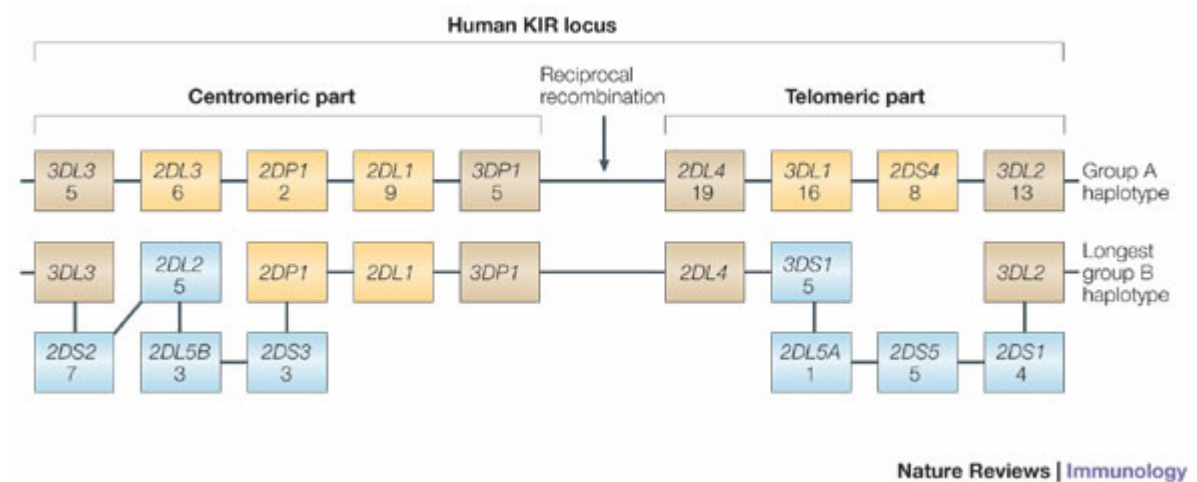 Human KIR locus
Reciprocal
recombination
Centromeric part
Telomeric part
3DL3
5
2DL3
6
2DP1
2
2DL1
9
3DP1
5
2DL4
19
3DL1
16
2DS4
8
3DL2
13
Group A
haplotype
3DL3
2DL2
5
2DP1
2DL1
3DP1
2DL4
3DS1
5
3DL2
Longest
group B
haplotype
2DS2
7
2DL5B
3
2DS3
3
2DL5A
1
2DS5
5
2DS1
4
Nature Reviews | Immunology